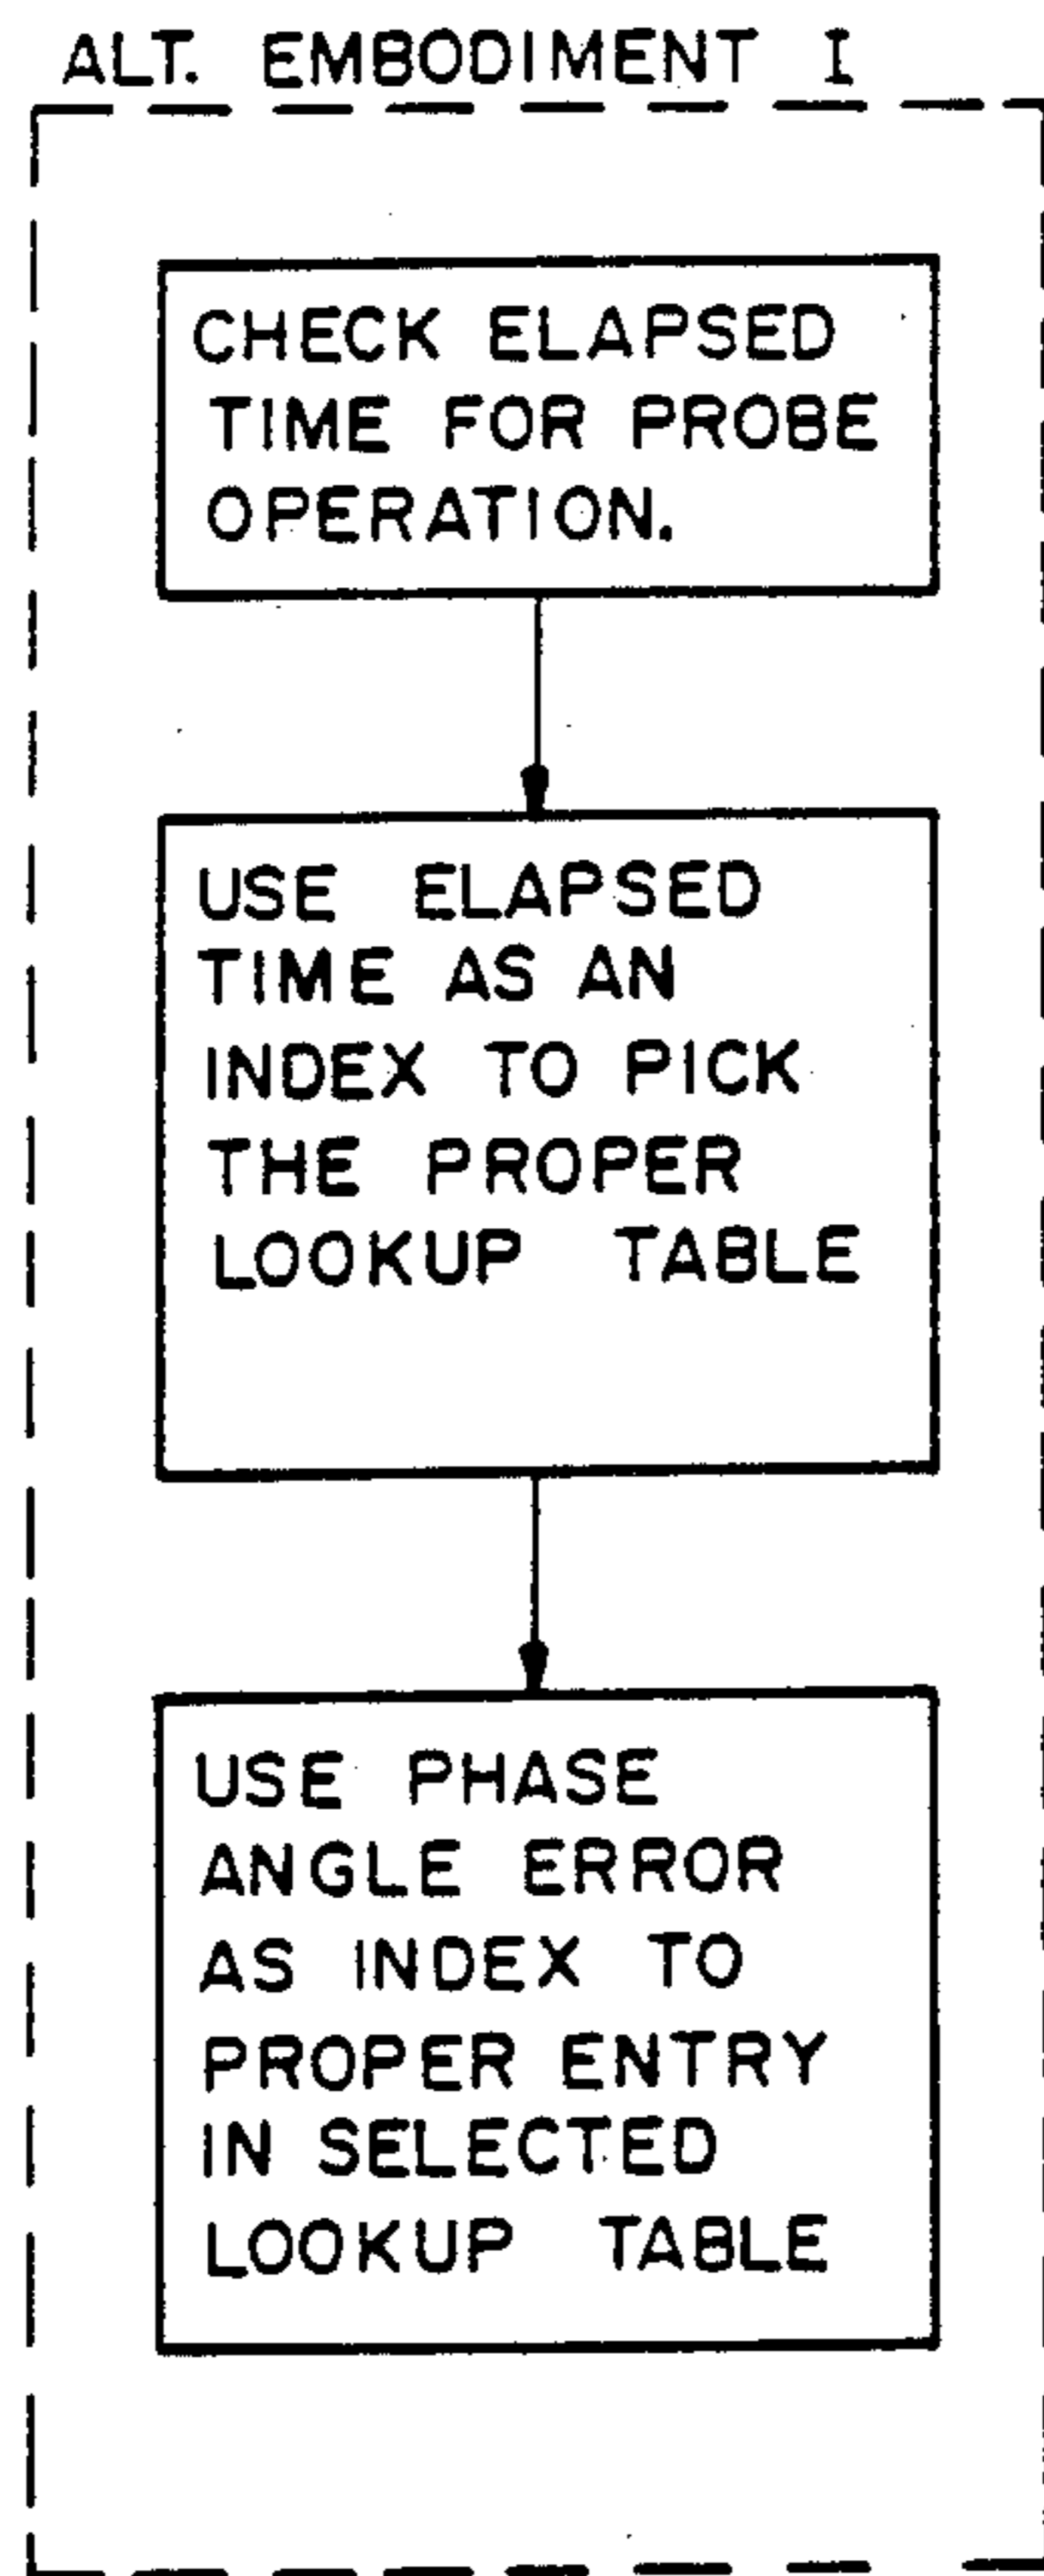 ALT. EMBODIMENT I
CHECK ELAPSED
TIME FOR PROBE
OPERATION.
USE ELAPSED
TIME AS AN
INDEX TO PICK
THE PROPER
LOOKUP TABLE
USE PHASE
ANGLE ERROR
AS INDEX TO
PROPER ENTRY
IN SELECTED
LOOKUP TABLE